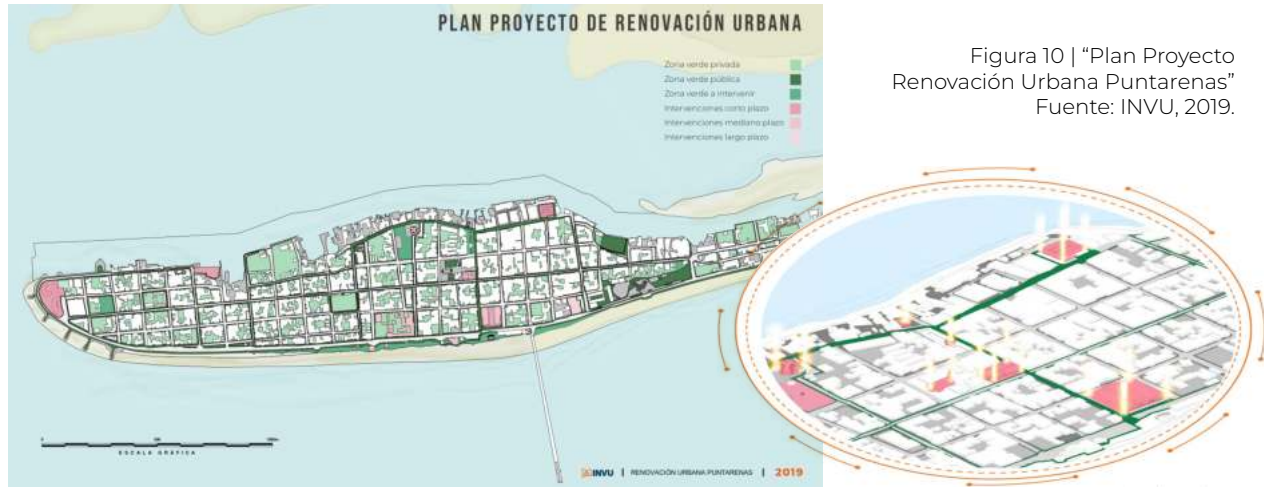 PLAN PROYECTO DE RENOVACIÓN URBANA
Zona verde privada
Zona verde pública
Zona verde a intervenir
Intervenciones corto plazo
Intervenciones mediano plazo
Intervenciones largo plazo
Figura 10 | “Plan Proyecto
Renovación Urbana Puntarenas”
Fuente: INVU, 2019.
ESCALA GRÁFICA
INVU | RENOVACIÓN URBANA PUNTARENAS | 2019